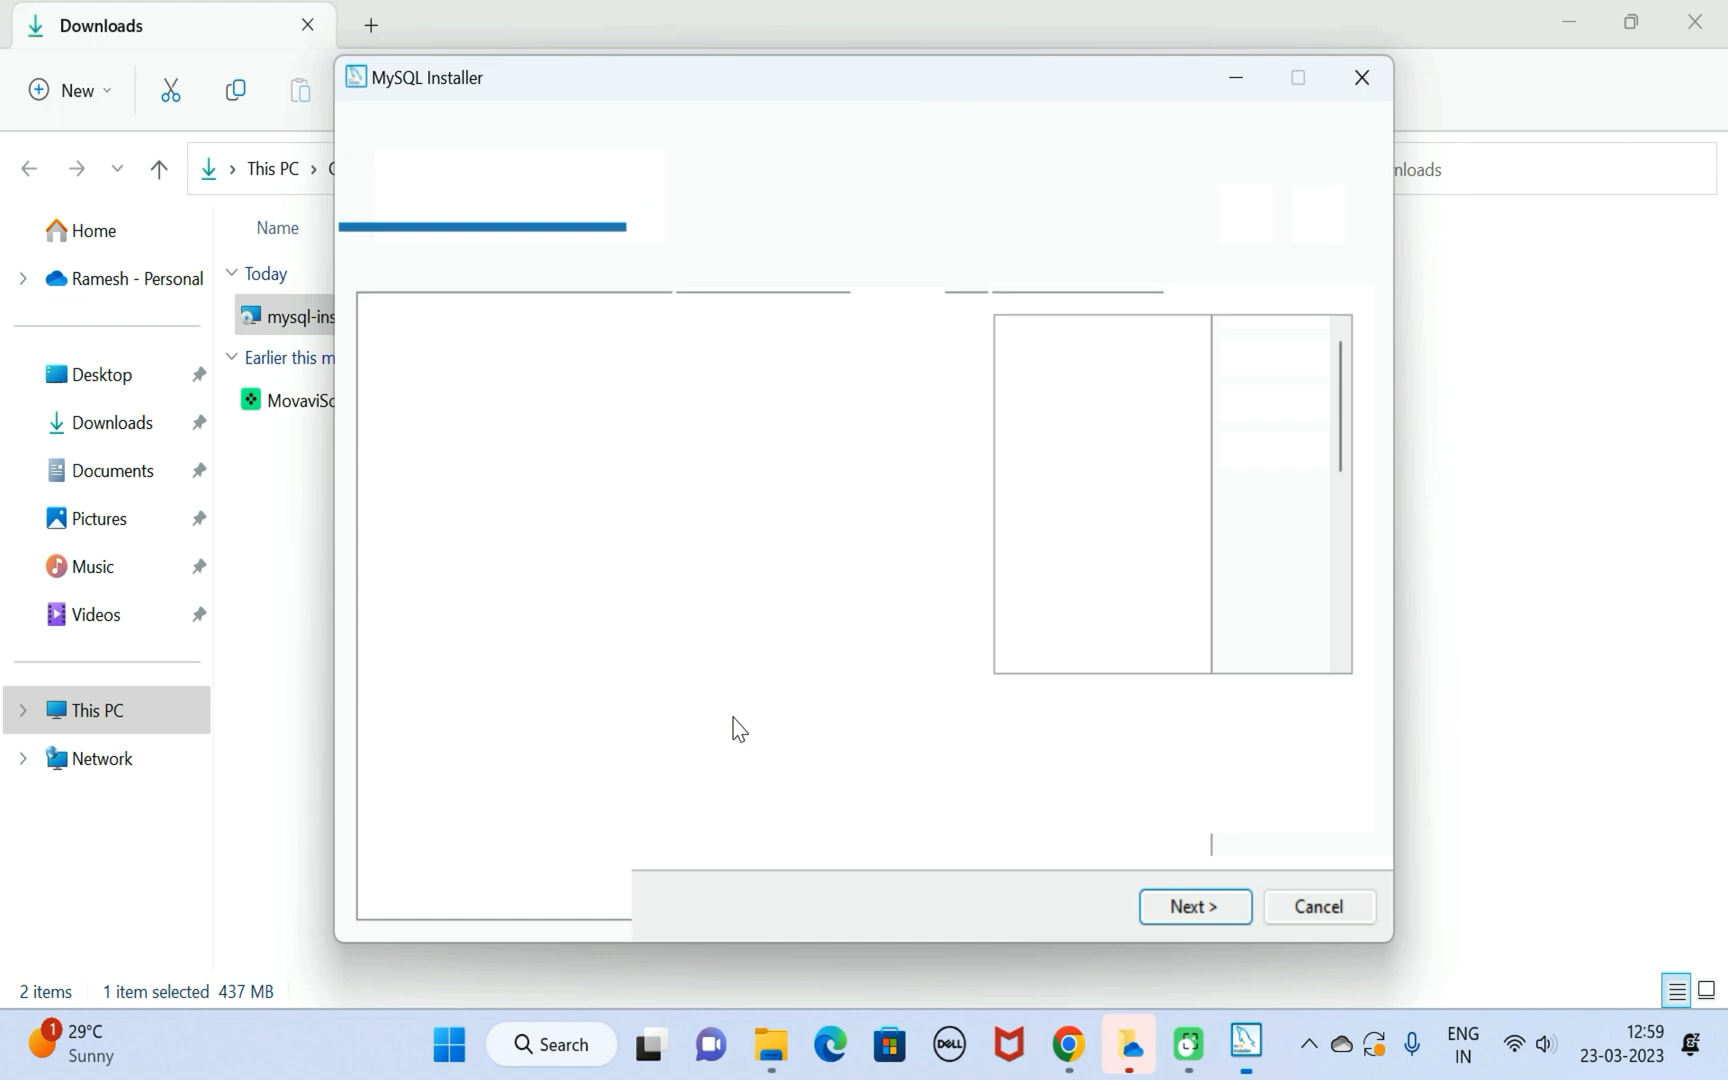 Downloads
New
MySQL Installer
This PC
nloads
Home
Name
Ramesh - Personal
Today
mysql-ins
Earlier this m
Desktop
MovaviSc
Downloads
Documents
Pictures
Music
Videos
This PC
Network
Next >
Cancel
2 items
1 item selected 437 MB
1
29°C
Sunny
Search
DELL
ENG
IN
12:59
23-03-2023